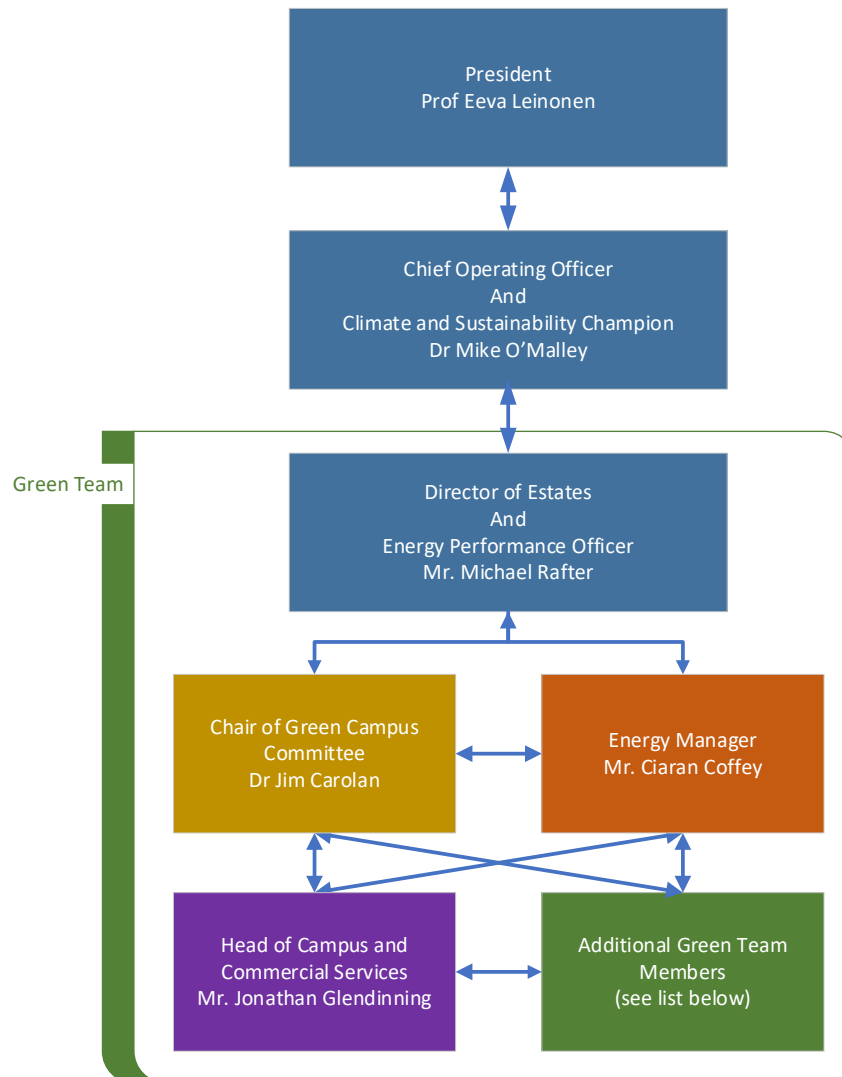 President
Prof Eeva Leinonen
Chief Operating Officer
And
Climate and Sustainability Champion
Dr Mike O’Malley
Green Team
Director of Estates
And
Energy Performance Officer
Mr. Michael Rafter
Chair of Green Campus
Committee
Dr Jim Carolan
Energy Manager
Mr. Ciaran Coffey
Head of Campus and
Commercial Services
Mr. Jonathan Glendinning
Additional Green Team
Members
(see list below)